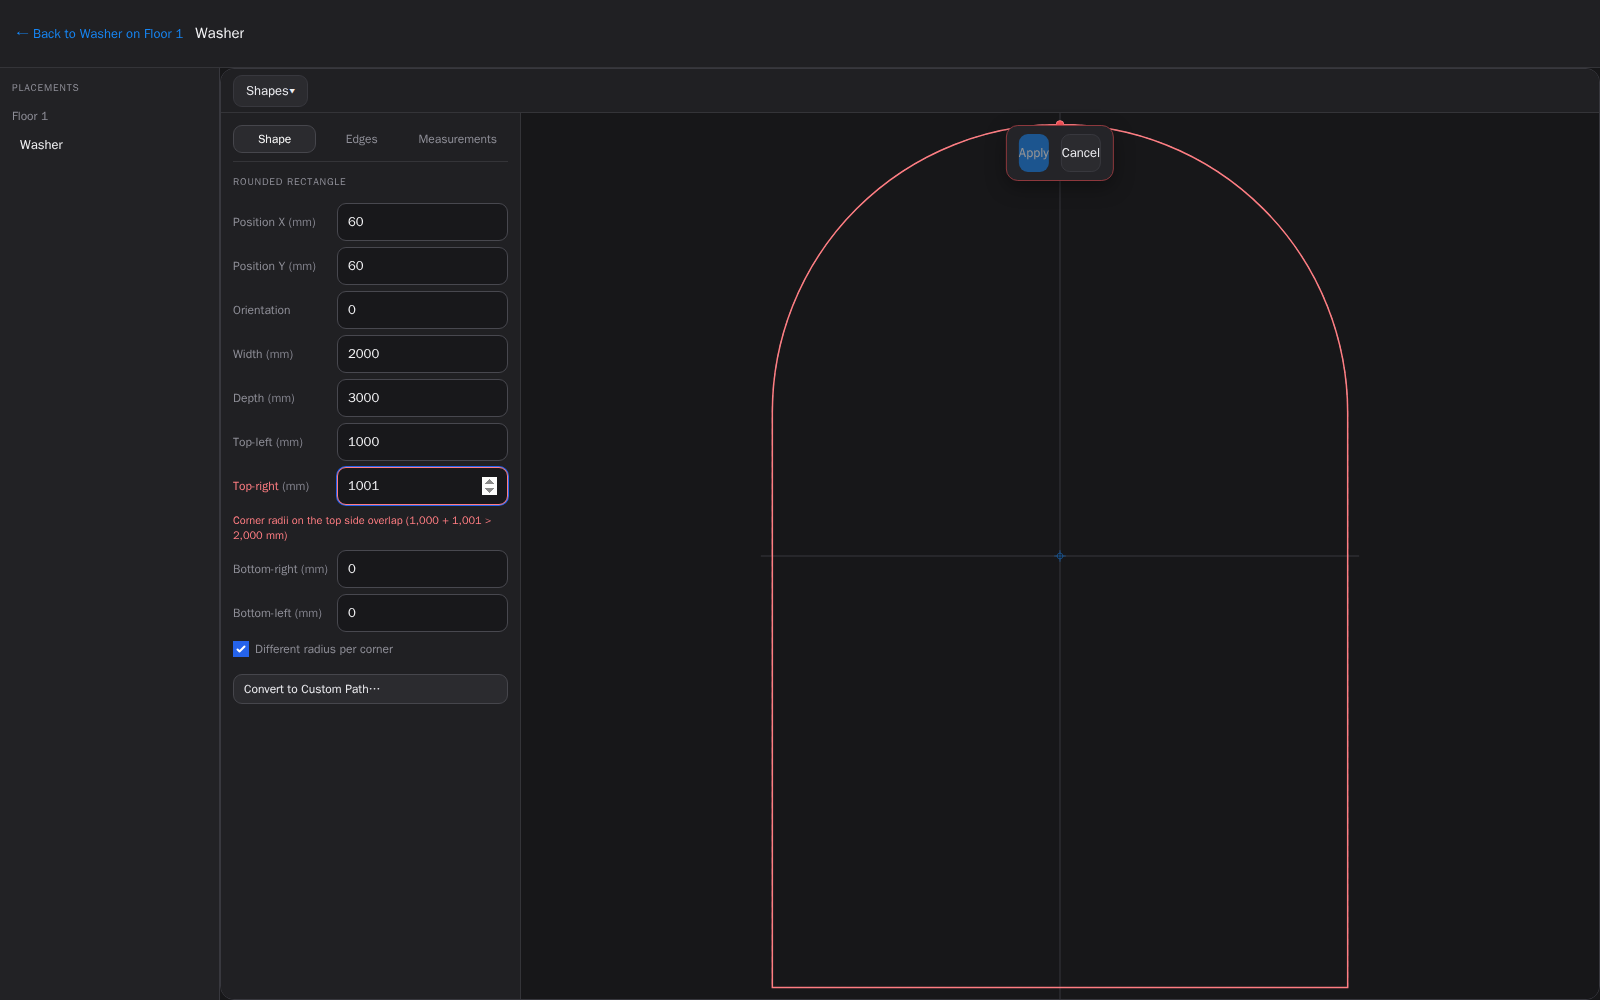 ← Back to Washer on Floor 1 Washer
PLACEMENTS
Floor 1
Washer
Shapes▾
Shape Edges Measurements
ROUNDED RECTANGLE
Position X (mm) 60
Position Y (mm) 60
Orientation 0
Width (mm) 2000
Depth (mm) 3000
Top-left (mm) 1000
Top-right (mm) 1001
Corner radii on the top side overlap (1,000 + 1,001 >
2,000 mm)
Bottom-right (mm) 0
Bottom-left (mm) 0
Different radius per corner
Convert to Custom Path…
Apply Cancel